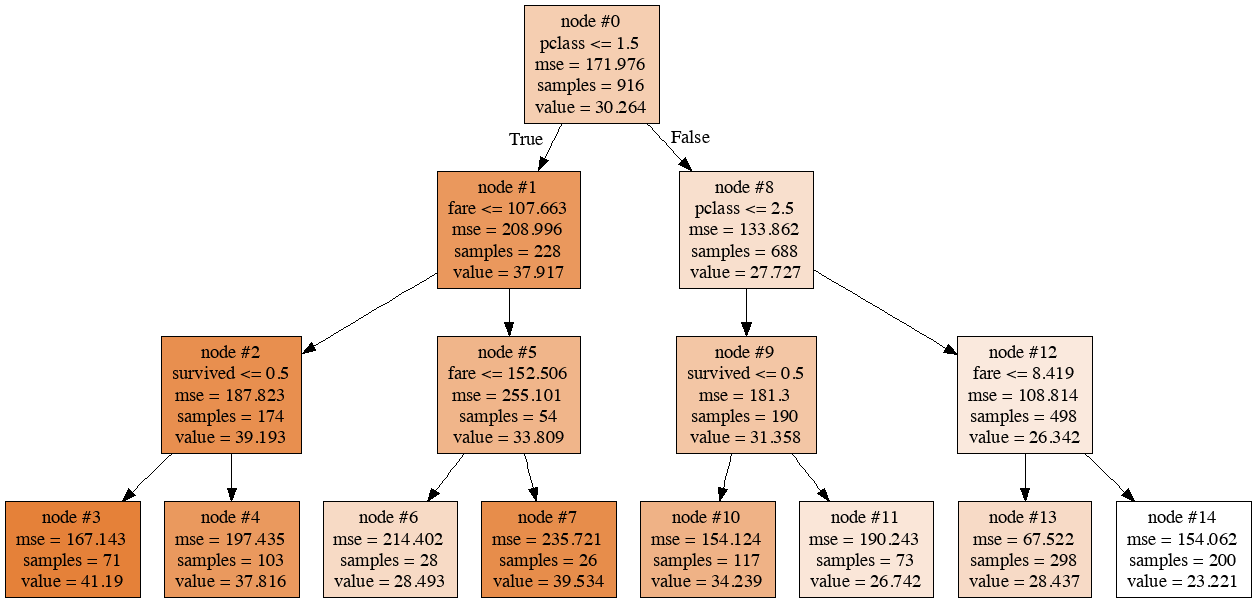 node #0
pclass <= 1.5
mse = 171.976
samples = 916
value = 30.264
True
False
node #1
fare <= 107.663
mse = 208.996
samples = 228
value = 37.917
node #8
pclass <= 2.5
mse = 133.862
samples = 688
value = 27.727
node #2
survived <= 0.5
mse = 187.823
samples = 174
value = 39.193
node #5
fare <= 152.506
mse = 255.101
samples = 54
value = 33.809
node #9
survived <= 0.5
mse = 181.3
samples = 190
value = 31.358
node #12
fare <= 8.419
mse = 108.814
samples = 498
value = 26.342
node #3
mse = 167.143
samples = 71
value = 41.19
node #4
mse = 197.435
samples = 103
value = 37.816
node #6
mse = 214.402
samples = 28
value = 28.493
node #7
mse = 235.721
samples = 26
value = 39.534
node #10
mse = 154.124
samples = 117
value = 34.239
node #11
mse = 190.243
samples = 73
value = 26.742
node #13
mse = 67.522
samples = 298
value = 28.437
node #14
mse = 154.062
samples = 200
value = 23.221